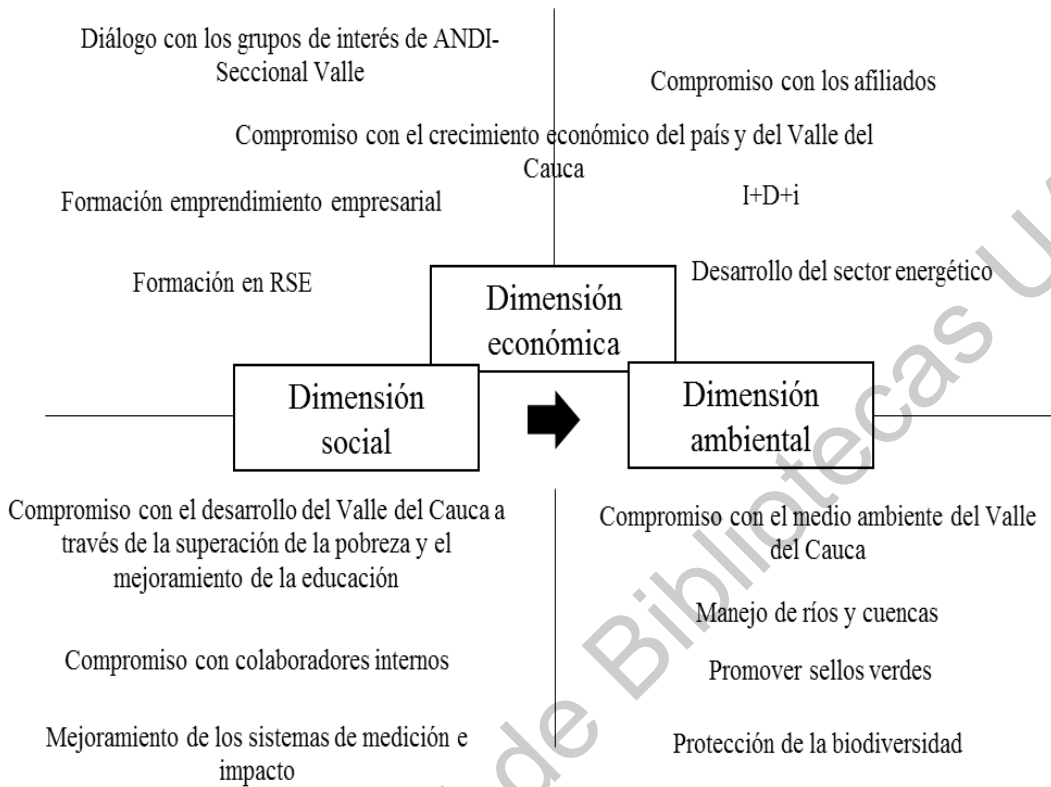 Diálogo con los grupos de interés de ANDI-
Seccional Valle
Compromiso con los afiliados
Compromiso con el crecimiento económico del país y del Valle del
Cauca
Formación emprendimiento empresarial
I+D+i
Formación en RSE
Desarrollo del sector energético
Dimensión
económica
Dimensión
social
Dimensión
ambiental
Compromiso con el desarrollo del Valle del Cauca a
través de la superación de la pobreza y el
mejoramiento de la educación
Compromiso con el medio ambiente del Valle
del Cauca
Manejo de ríos y cuencas
Compromiso con colaboradores internos
Promover sellos verdes
Mejoramiento de los sistemas de medición e
impacto
Protección de la biodiversidad
de Bibliotecas